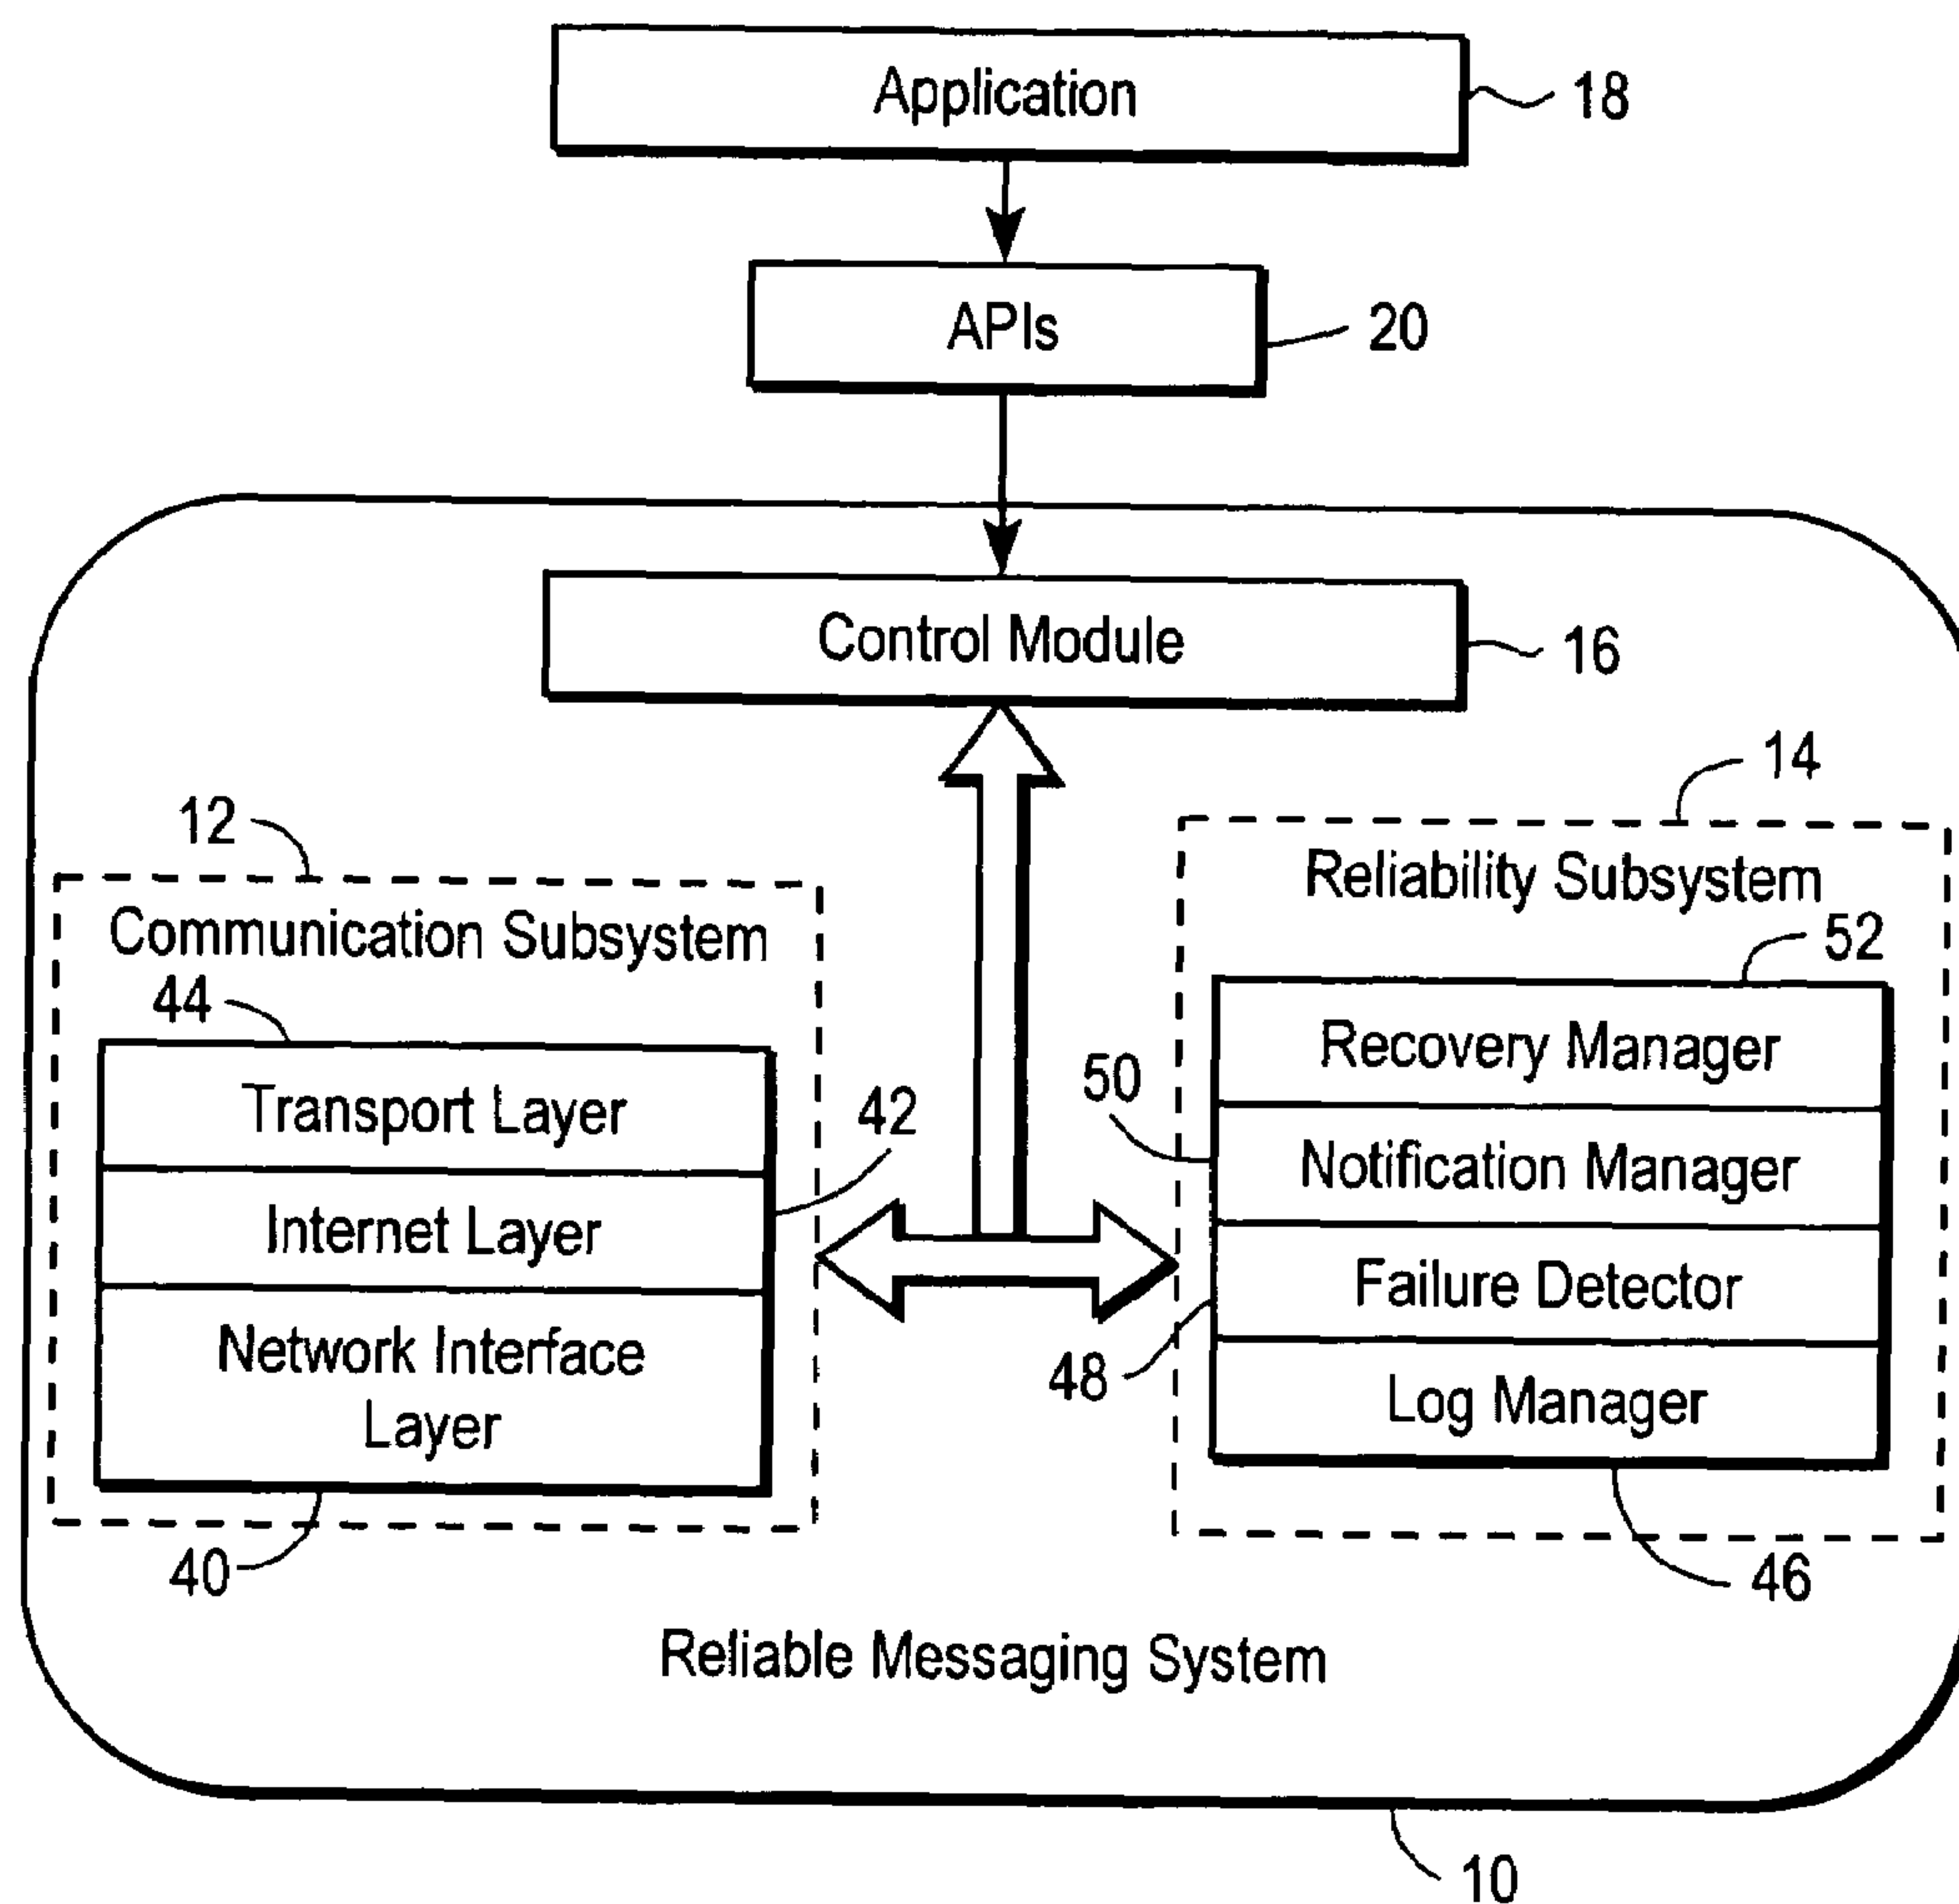 Application
18
APIs
20
Control Module
16
14
12
Reliability Subsystem
Communication Subsystem
52
44
Recovery Manager
50
42
Transport Layer
Notification Manager
Internet Layer
Failure Detector
Network Interface
Layer
48
Log Manager
40
46
Reliable Messaging System
10